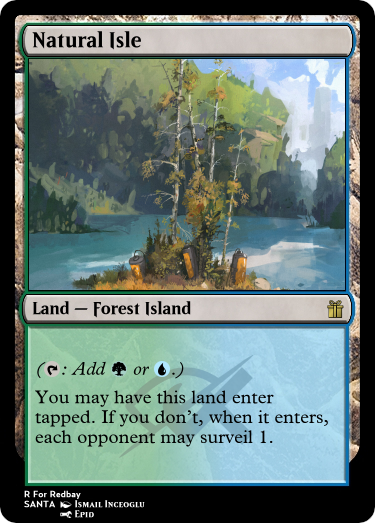 Natural Isle
Land — Forest Island
(: Add or .)
You may have this land enter
tapped. If you don't, when it enters,
each opponent may surveil 1.
R For Redbay
SANTA Ismail Inceoglu
Epid